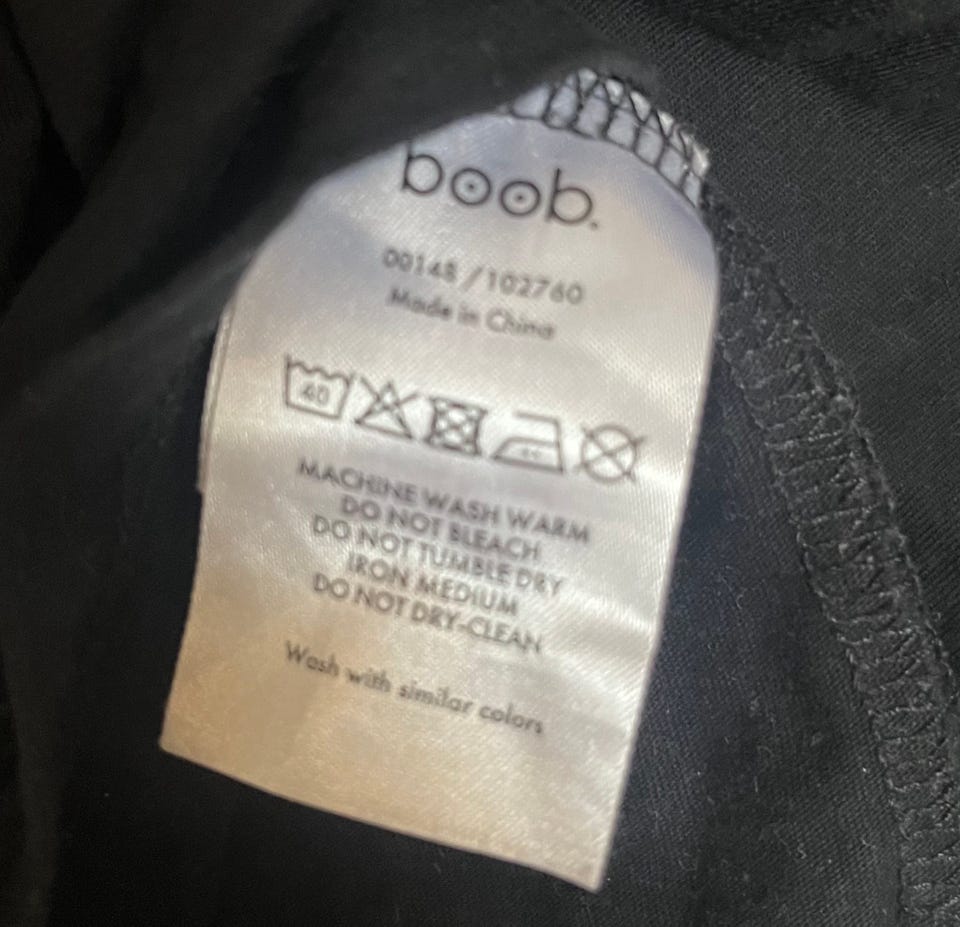 boob.
00148 / 102760
Made in China
40
MACHINE WASH WARM
DO NOT BLEACH
DO NOT TUMBLE DRY
IRON MEDIUM
DO NOT DRY-CLEAN
Wash with similar colors